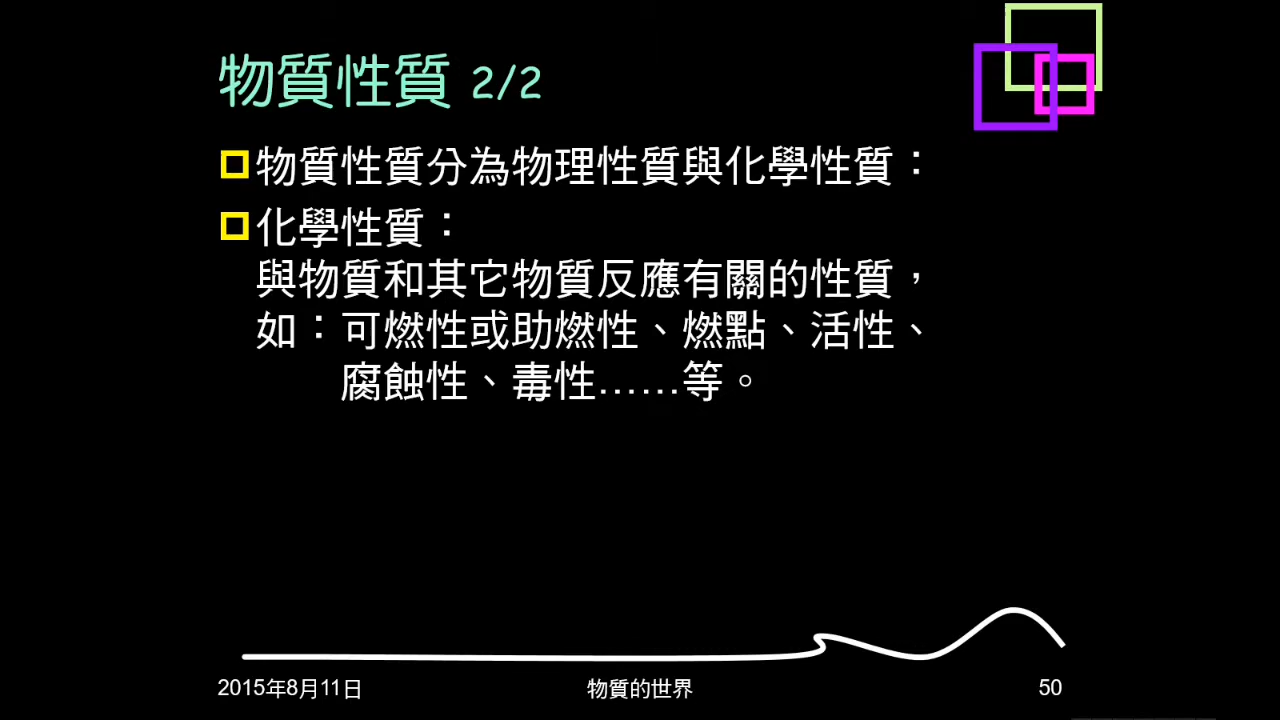 物質性質 2/2
物質性質分為物理性質與化學性質：
化學性質：
與物質和其它物質反應有關的性質，
如：可燃性或助燃性、燃點、活性、
腐蝕性、毒性……等。
2015年8月11日
物質的世界
50